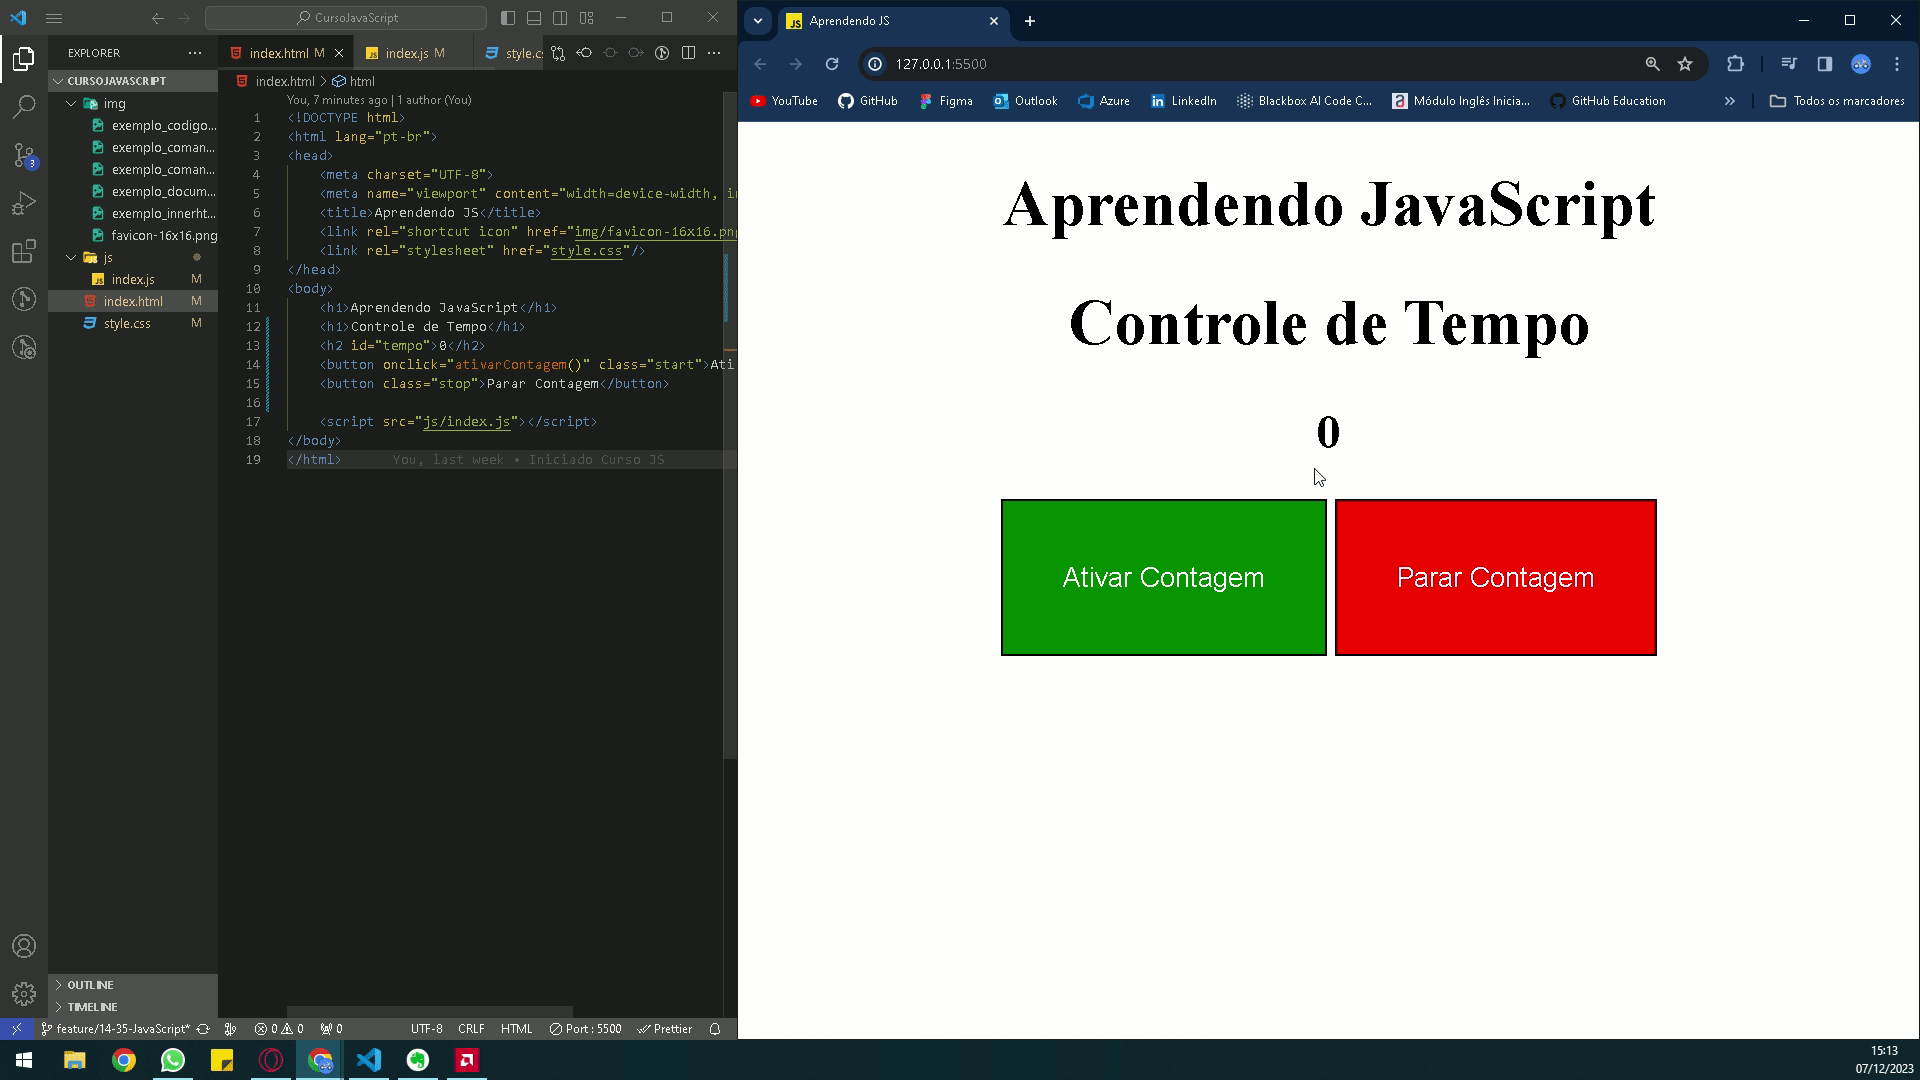 CursoJavaScript
EXPLORER
index.html M
index.js M
style.cs
CURSOJAVASCRIPT
img
exemplo_codigo...
exemplo_coman...
exemplo_coman...
exemplo_docum...
exemplo_innerht...
favicon-16x16.png
js
index.js M
index.html M
style.css M
OUTLINE
TIMELINE
index.html > html
You, 7 minutes ago | 1 author (You)
1 <!DOCTYPE html>
2 <html lang="pt-br">
3 <head>
4 <meta charset="UTF-8">
5 <meta name="viewport" content="width=device-width, i
6 <title>Aprendendo JS</title>
7 <link rel="shortcut icon" href="img/favicon-16x16.pn
8 <link rel="stylesheet" href="style.css"/>
9 </head>
10 <body>
11 <h1>Aprendendo JavaScript</h1>
12 <h1>Controle de Tempo</h1>
13 <h2 id="tempo">0</h2>
14 <button onclick="ativarContagem()" class="start">Ati
15 <button class="stop">Parar Contagem</button>
16
17 <script src="js/index.js"></script>
18 </body>
19 </html> You, last week • Iniciado Curso JS
3
feature/14-35-JavaScript* 0 0 0 UTF-8 CRLF HTML Port : 5500 Prettier
JS Aprendendo JS
127.0.0.1:5500
YouTube GitHub Figma Outlook Azure LinkedIn Blackbox AI Code C... Módulo Inglês Inicia... GitHub Education » Todos os marcadores
Aprendendo JavaScript
Controle de Tempo
0
Ativar Contagem
Parar Contagem
15:13
07/12/2023